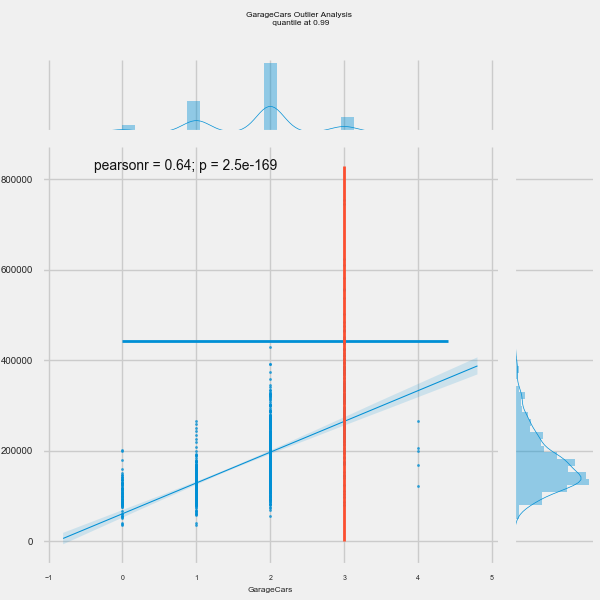 GarageCars Outlier Analysis
quantile at 0.99
pearsonr = 0.64; p = 2.5e-169
800000
600000
400000
200000
0
−1 0 1 2 3 4 5
GarageCars